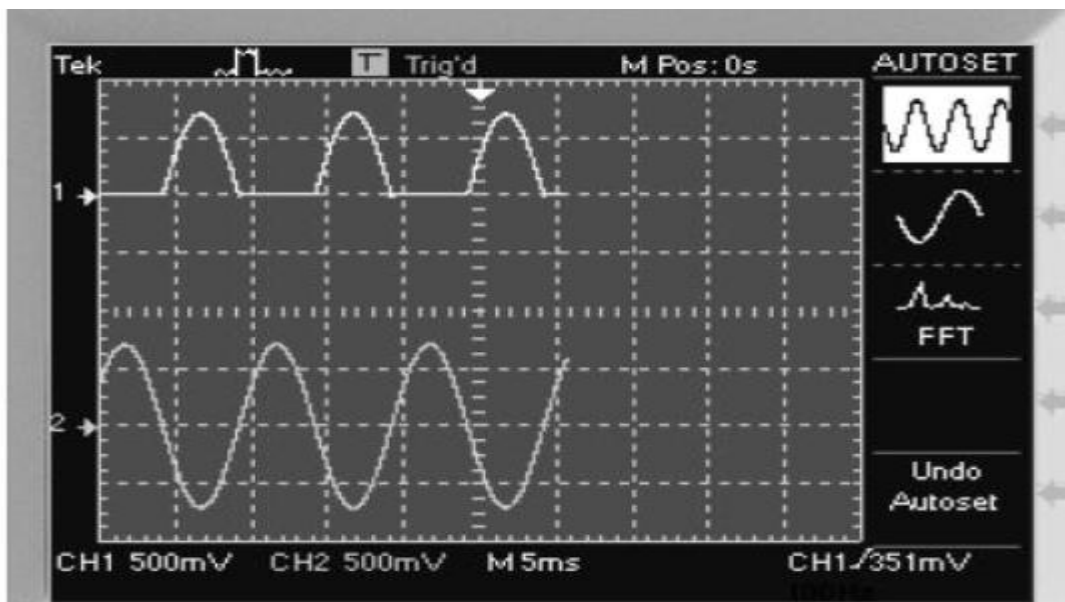 Tek T Trig'd M Pos: 0s AUTOSET
1
FFT
2
Undo
Autoset
CH1 500mV CH2 500mV M 5ms CH1 351mV